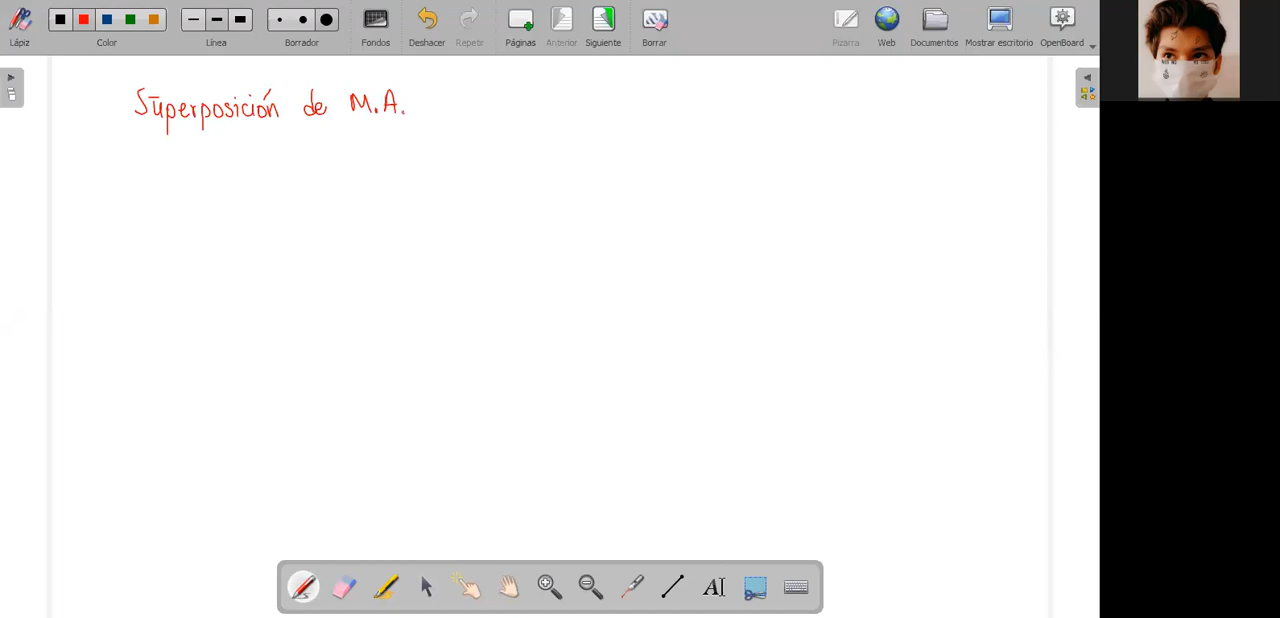 Lápiz Color Línea Borrador Fondos Deshacer Repetir Páginas Anterior Siguiente Borrar Pizarra Web Documentos Mostrar escritorio OpenBoard
Superposición de M.A.
A